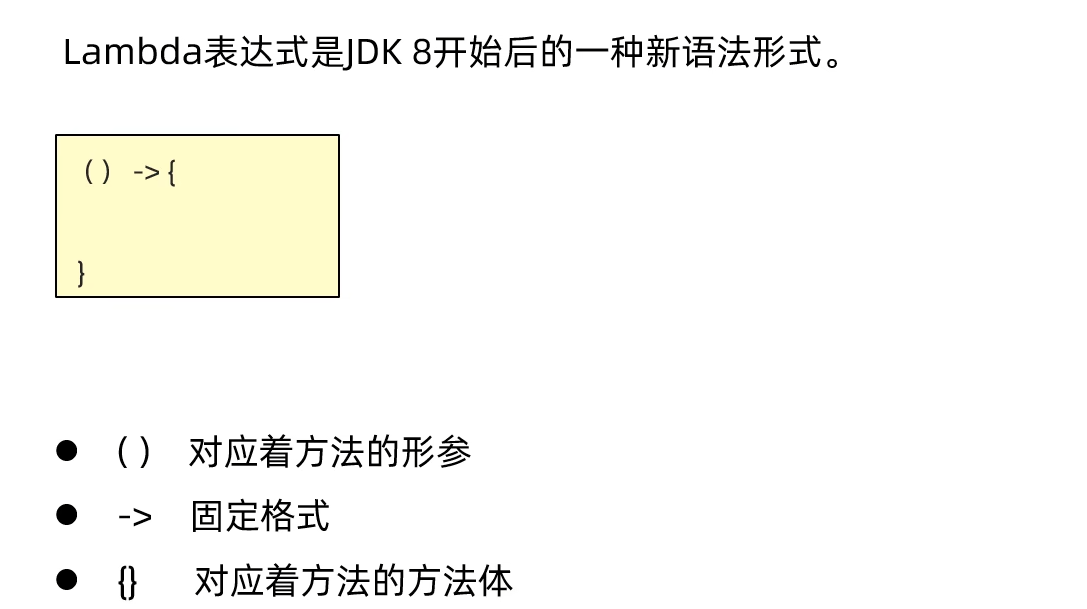 Lambda表达式是JDK 8开始后的一种新语法形式。
( ) -> {
}
● ( ) 对应着方法的形参
● -> 固定格式
● {} 对应着方法的方法体